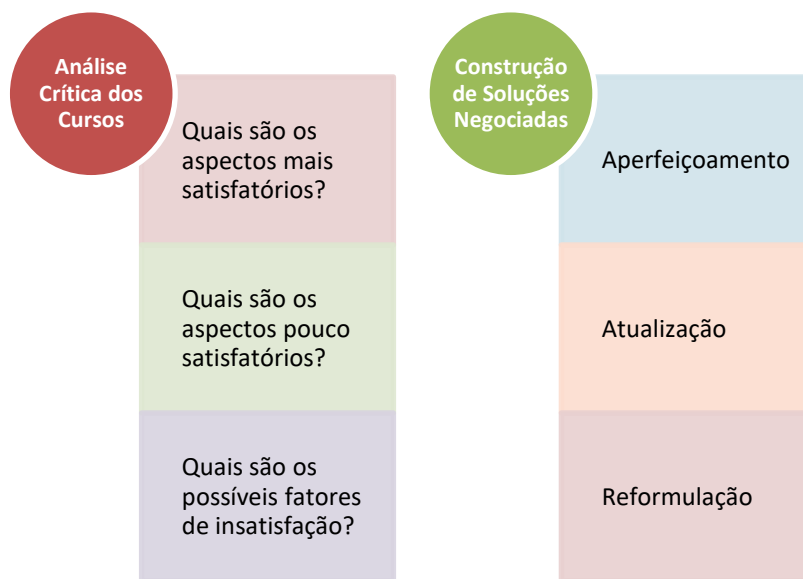 Análise
Crítica dos
Cursos
Quais são os
aspectos mais
satisfatórios?
Quais são os
aspectos pouco
satisfatórios?
Quais são os
possíveis fatores
de insatisfação?
Construção
de Soluções
Negociadas
Aperfeiçoamento
Atualização
Reformulação